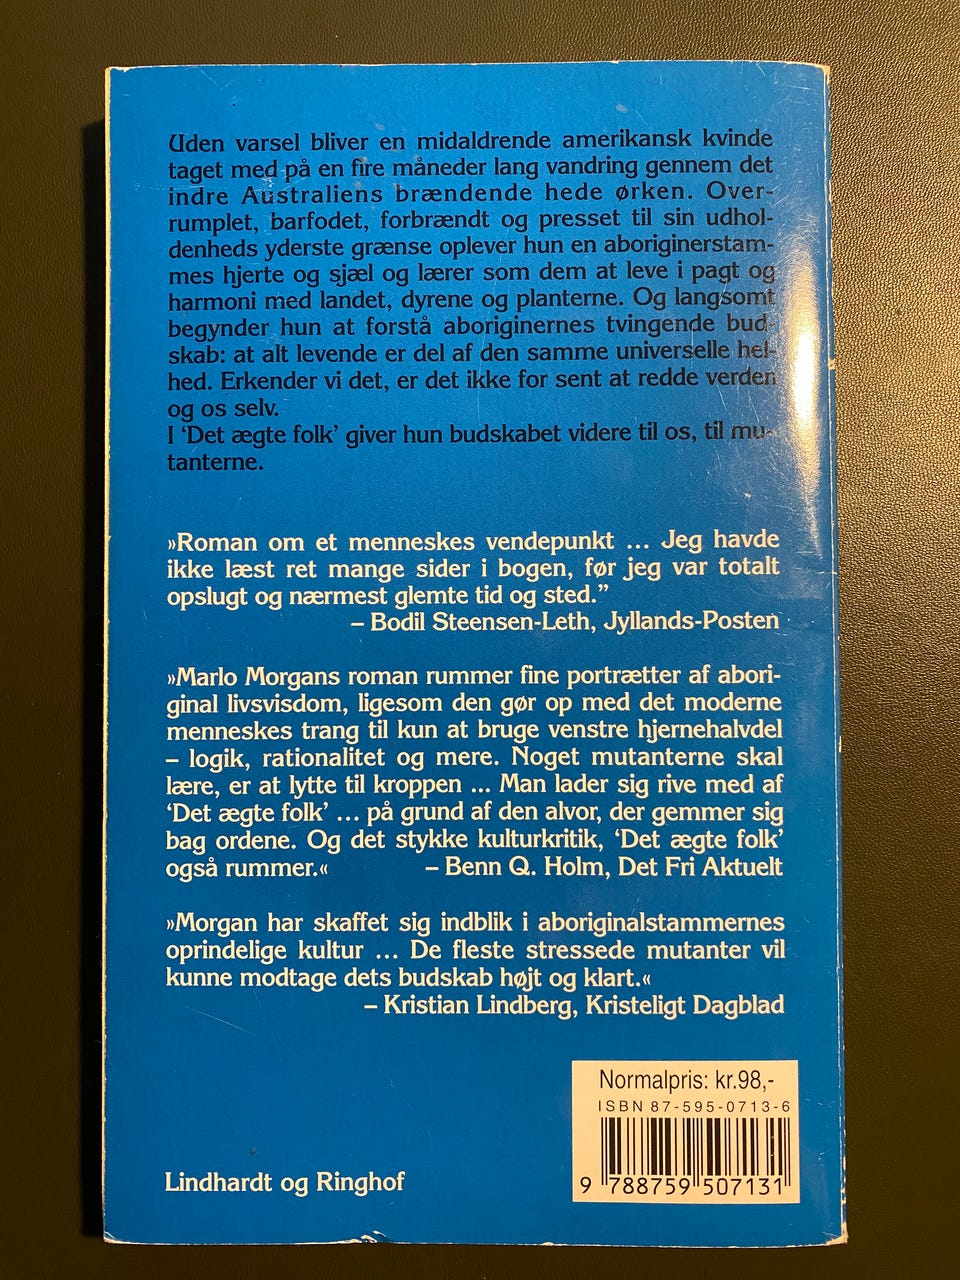 Uden varsel bliver en midaldrende amerikansk kvinde
taget med på en fire måneder lang vandring gennem det
indre Australiens brændende hede ørken. Over-
rumplet, barfodet, forbrændt og presset til sin udhol-
denheds yderste grænse oplever hun en aboriginerstam-
mes hjerte og sjæl og lærer som dem at leve i pagt og
harmoni med landet, dyrene og planterne. Og langsomt
begynder hun at forstå aboriginernes tvingende bud-
skab: at alt levende er del af den samme universelle hel-
hed. Erkender vi det, er det ikke for sent at redde verden
og os selv.
I ‘Det ægte folk’ giver hun budskabet videre til os, til mu-
tanterne.
»Roman om et menneskes vendepunkt ... Jeg havde
ikke læst ret mange sider i bogen, før jeg var totalt
opslugt og nærmest glemte tid og sted.”
– Bodil Steensen-Leth, Jyllands-Posten
»Marlo Morgans roman rummer fine portrætter af abori-
ginal livsvisdom, ligesom den gør op med det moderne
menneskes trang til kun at bruge venstre hjernehalvdel
– logik, rationalitet og mere. Noget mutanterne skal
lære, er at lytte til kroppen ... Man lader sig rive med af
‘Det ægte folk’ ... på grund af den alvor, der gemmer sig
bag ordene. Og det stykke kulturkritik, ‘Det ægte folk’
også rummer.« – Benn Q. Holm, Det Fri Aktuelt
»Morgan har skaffet sig indblik i aboriginalstammernes
oprindelige kultur ... De fleste stressede mutanter vil
kunne modtage dets budskab højt og klart.«
– Kristian Lindberg, Kristeligt Dagblad
Normalpris: kr.98,-
ISBN 87-595-0713-6
9 788759 507131
Lindhardt og Ringhof